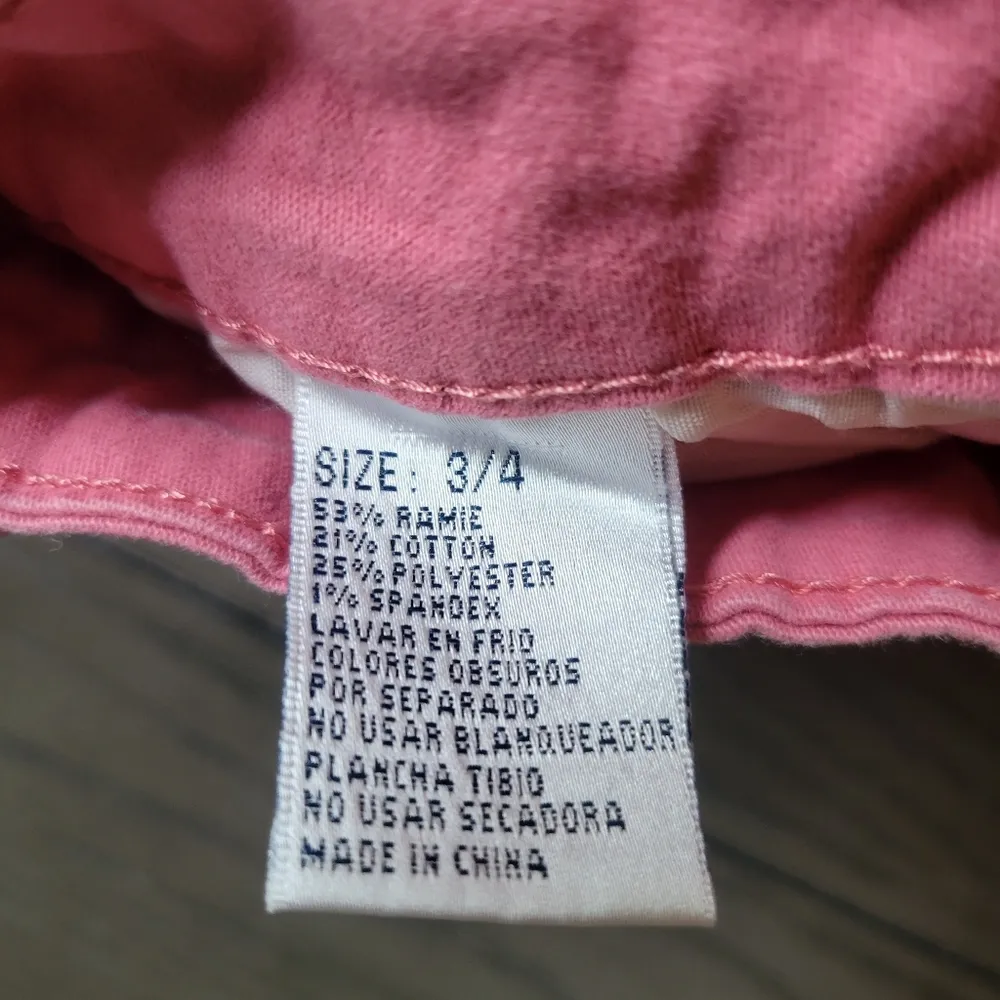 SIZE: 3/4
53% RAMIE
21% COTTON
25% POLYESTER
1% SPANDEX
LAVAR EN FRIO
COLORES OBSUROS
POR SEPARADO
NO USAR BLANQUEADOR
PLANCHA TIBIO
NO USAR SECADORA
MADE IN CHINA